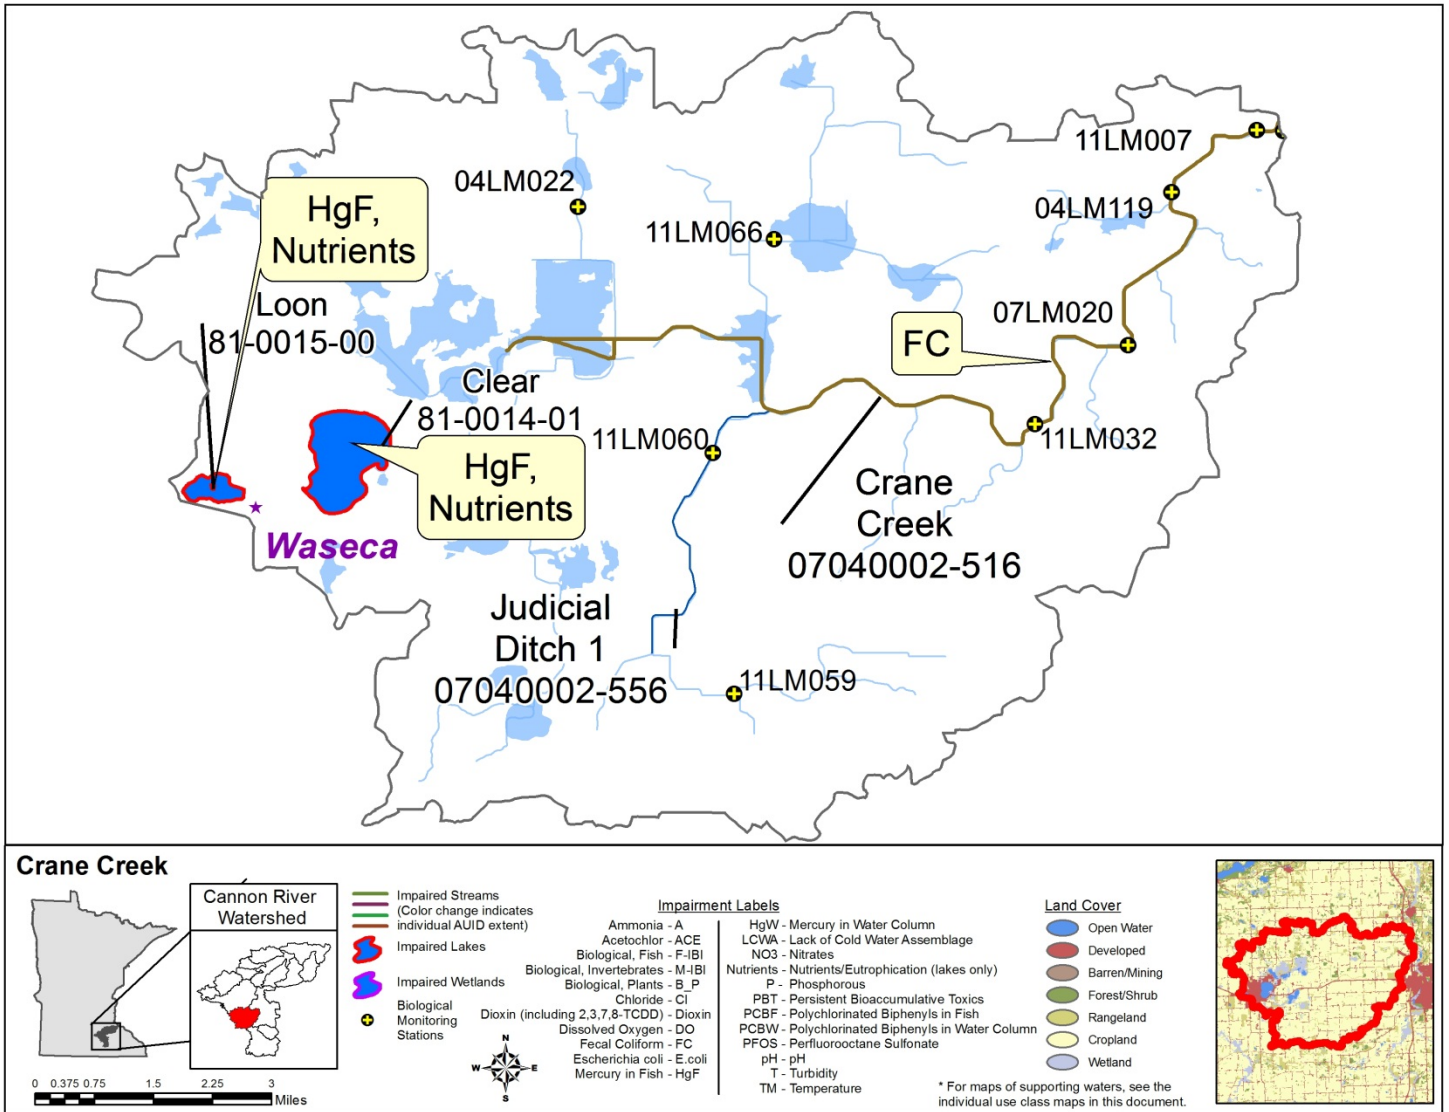 11LM007
04LM022
HgF,
Nutrients
04LM119
11LM066
Loon
81-0015-00
07LM020
FC
Clear
81-0014-01
11LM060
11LM032
HgF,
Nutrients
Crane
Creek
07040002-516
Waseca
Judicial
Ditch 1
07040002-556
11LM059
Crane Creek
Cannon River
Watershed
0 0.375 0.75 1.5 2.25 3
Miles
Impaired Streams
(Color change indicates
individual AUID extent)
Impaired Lakes
Impaired Wetlands
Biological
Monitoring
Stations
N
W E
S
Impairment Labels
Ammonia - A
Acetochlor - ACE
Biological, Fish - F-IBI
Biological, Invertebrates - M-IBI
Biological, Plants - B_P
Chloride - Cl
Dioxin (including 2,3,7,8-TCDD) - Dioxin
Dissolved Oxygen - DO
Fecal Coliform - FC
Escherichia coli - E.coli
Mercury in Fish - HgF
HgW - Mercury in Water Column
LCWA - Lack of Cold Water Assemblage
NO3 - Nitrates
Nutrients - Nutrients/Eutrophication (lakes only)
P - Phosphorous
PBT - Persistent Bioaccumulative Toxics
PCBF - Polychlorinated Biphenyls in Fish
PCBW - Polychlorinated Biphenyls in Water Column
PFOS - Perfluorooctane Sulfonate
pH - pH
T - Turbidity
TM - Temperature
Land Cover
Open Water
Developed
Barren/Mining
Forest/Shrub
Rangeland
Cropland
Wetland
* For maps of supporting waters, see the
individual use class maps in this document.